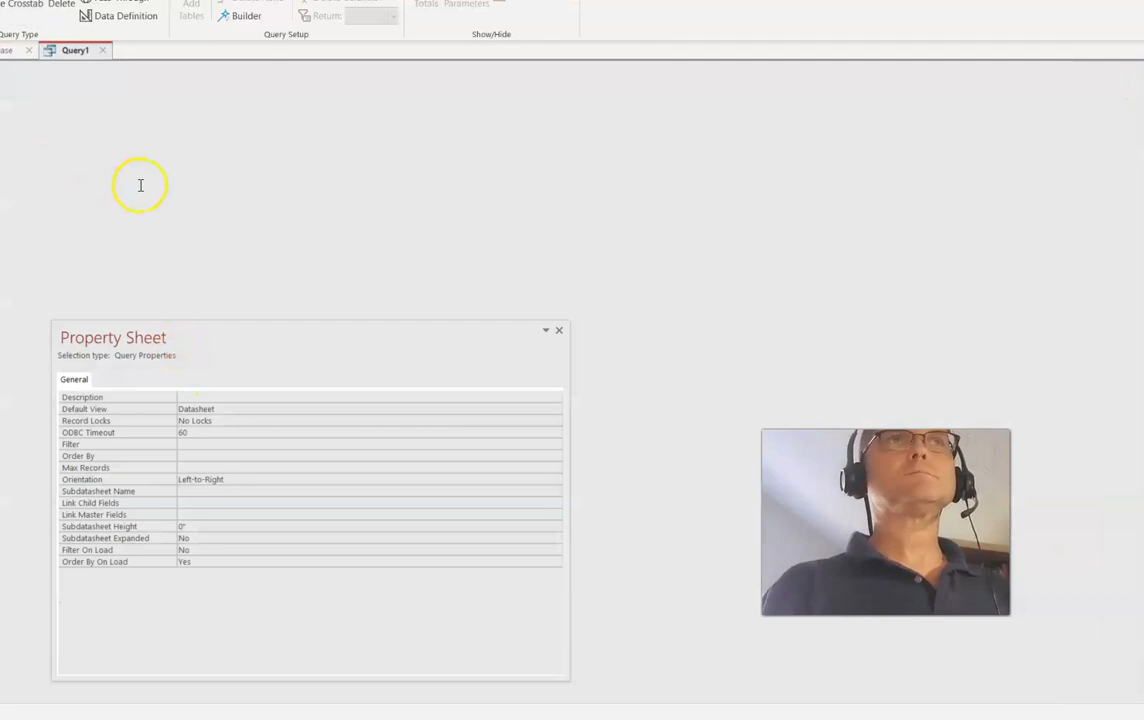 Crosstab Delete
Data Definition
Query Type
Add
Tables
Builder
Return:
Query Setup
Totals Parameters
Show/Hide
Query1
Property Sheet
Selection type: Query Properties
General
Description
Default View Datasheet
Record Locks No Locks
ODBC Timeout 60
Filter
Order By
Max Records
Orientation Left-to-Right
Subdatasheet Name
Link Child Fields
Link Master Fields
Subdatasheet Height 0"
Subdatasheet Expanded No
Filter On Load No
Order By On Load Yes